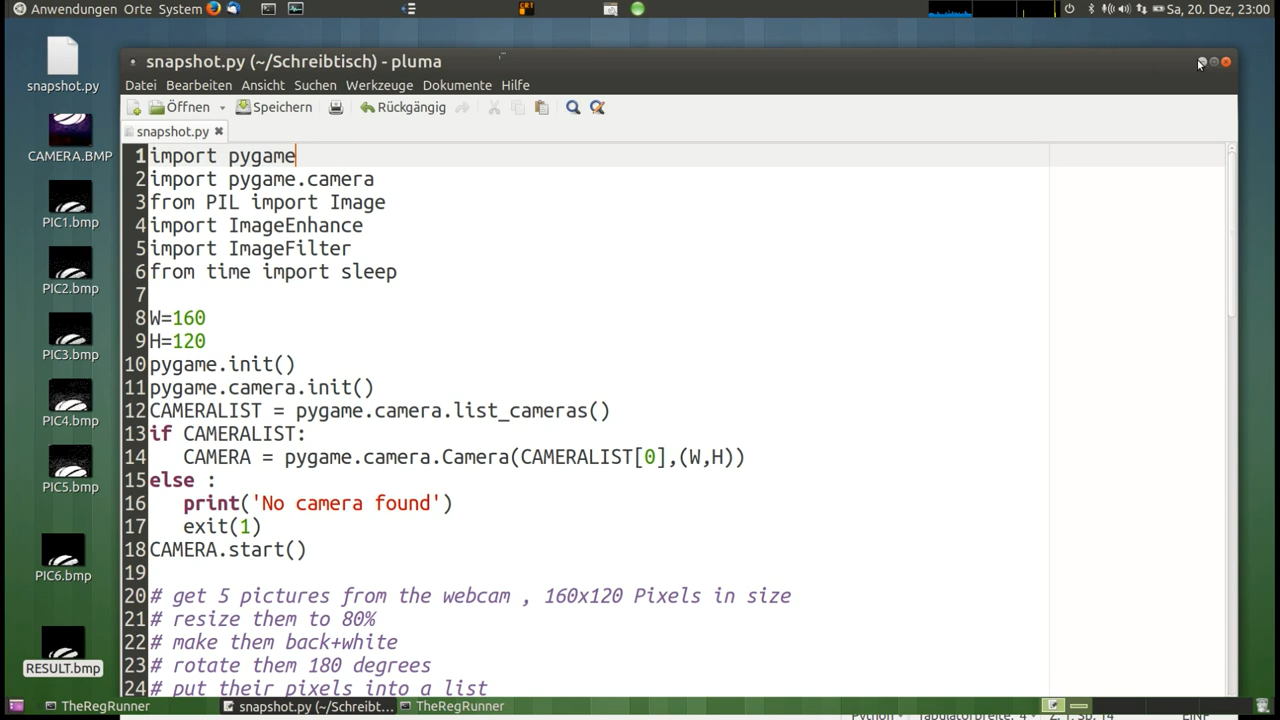 Anwendungen Orte System Sa, 20. Dez, 23:00
snapshot.py (~/Schreibtisch) - pluma
Datei Bearbeiten Ansicht Suchen Werkzeuge Dokumente Hilfe
Öffnen Speichern Rückgängig
snapshot.py
1 import pygame
2 import pygame.camera
3 from PIL import Image
4 import ImageEnhance
5 import ImageFilter
6 from time import sleep
7
8 W=160
9 H=120
10 pygame.init()
11 pygame.camera.init()
12 CAMERALIST = pygame.camera.list_cameras()
13 if CAMERALIST:
14 CAMERA = pygame.camera.Camera(CAMERALIST[0],(W,H))
15 else :
16 print('No camera found')
17 exit(1)
18 CAMERA.start()
19
20 # get 5 pictures from the webcam , 160x120 Pixels in size
21 # resize them to 80%
22 # make them back+white
23 # rotate them 180 degrees
24 # put their pixels into a list
snapshot.py
CAMERA.BMP
PIC1.bmp
PIC2.bmp
PIC3.bmp
PIC4.bmp
PIC5.bmp
PIC6.bmp
RESULT.bmp
TheRegRunner snapshot.py (~/Schreibt... TheRegRunner